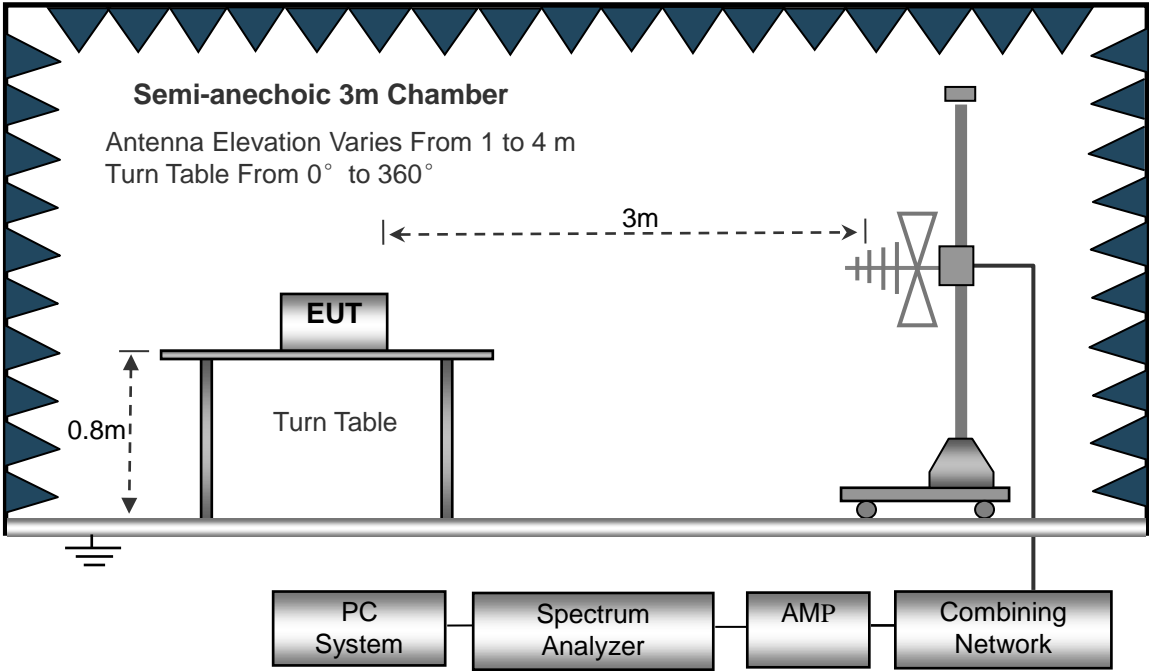 Semi-anechoic 3m Chamber
Antenna Elevation Varies From 1 to 4 m
Turn Table From 0° to 360°
3m
EUT
0.8m
Turn Table
PC
System
Spectrum
Analyzer
AMP
Combining
Network